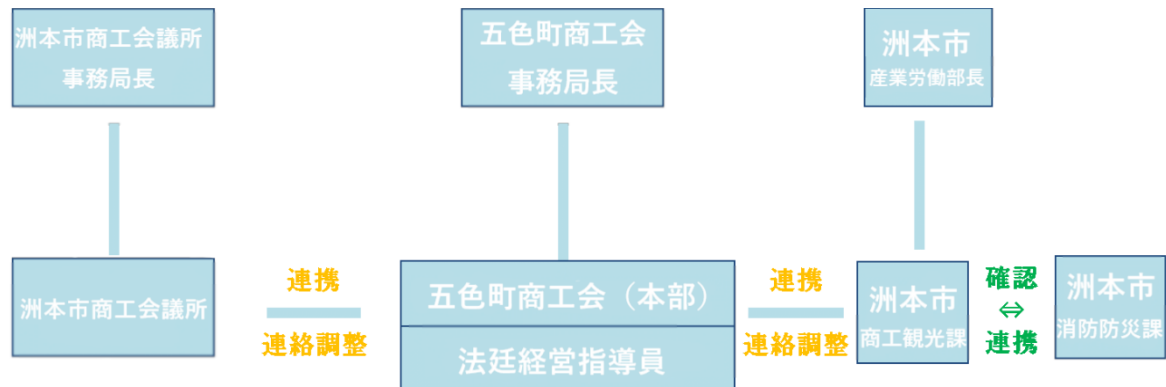 洲本市商工会議所
事務局長
五色町商工会
事務局長
洲本市
産業労働部長
洲本市商工会議所
連携
連絡調整
五色町商工会（本部）
法廷経営指導員
連携
連絡調整
洲本市
商工観光課
確認
⇔
連携
洲本市
消防防災課